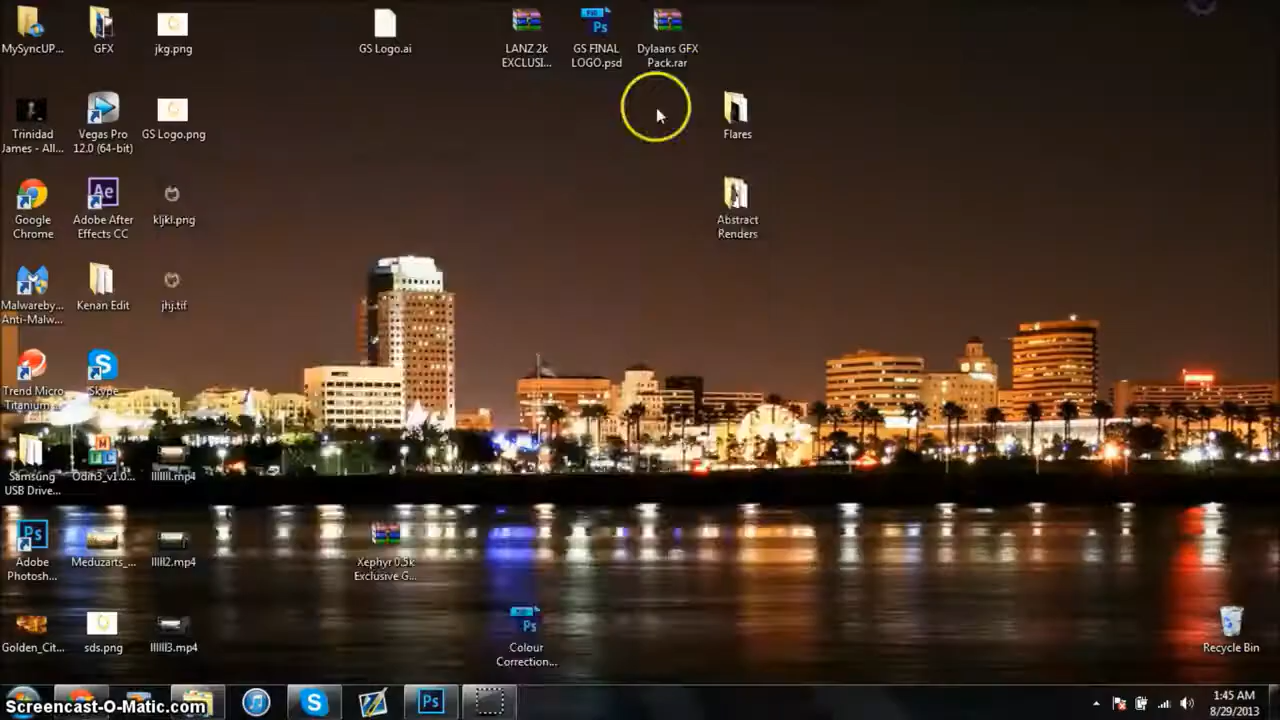 MySyncUP...
GFX
jkg.png
GS Logo.ai
LANZ 2k
EXCLUSI...
GS FINAL
LOGO.psd
Dylaans GFX
Pack.rar
Trinidad
James - All...
Vegas Pro
12.0 (64-bit)
GS Logo.png
Flares
Google
Chrome
Adobe After
Effects CC
kljkl.png
Abstract
Renders
Malwareby...
Anti-Malw...
Kenan Edit
jhj.tif
Trend Micro
Titanium...
Skype
Samsung
USB Drive...
Odin3_v1.0...
lllllll.mp4
Adobe
Photosh...
Meduzarts_...
lllll2.mp4
Xephyr 0.5k
Exclusive G...
Golden_Cit...
sds.png
llllll3.mp4
Colour
Correction...
Recycle Bin
Screencast-O-Matic.com
1:45 AM
8/29/2013